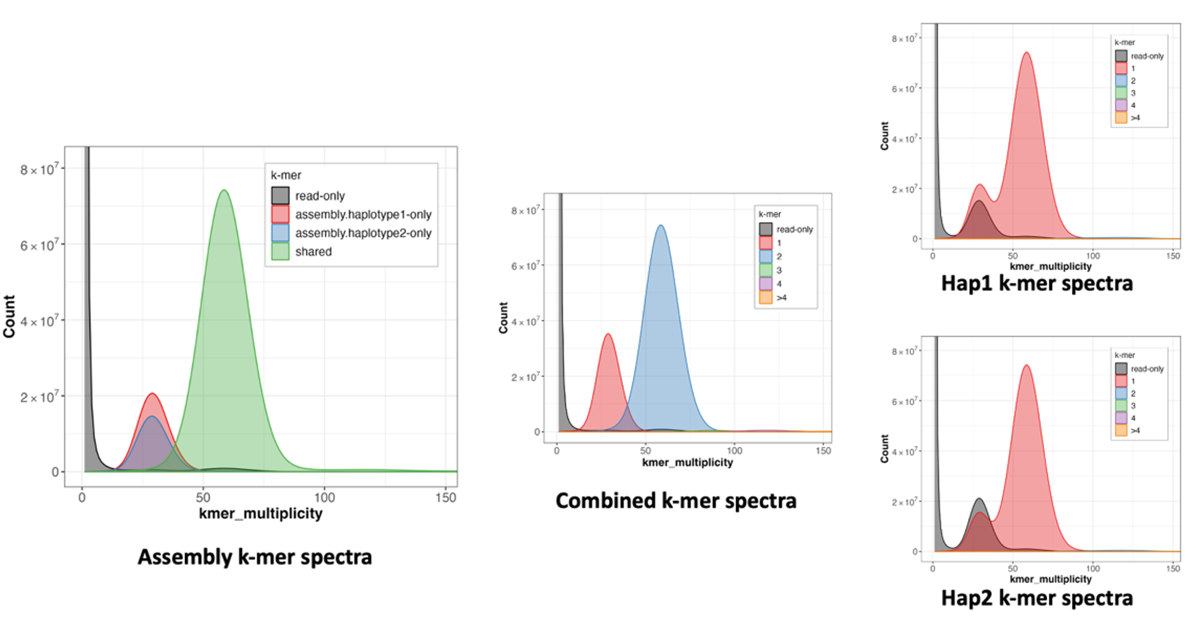 Count
8×10⁷
6×10⁷
4×10⁷
2×10⁷
0
k-mer
read-only
assembly.haplotype1-only
assembly.haplotype2-only
shared
0 50 100 150
kmer_multiplicity
Assembly k-mer spectra
Count
8×10⁷
6×10⁷
4×10⁷
2×10⁷
0
k-mer
read-only
1
2
3
4
>4
0 50 100 150
kmer_multiplicity
Combined k-mer spectra
Count
8×10⁷
6×10⁷
4×10⁷
2×10⁷
0
k-mer
read-only
1
2
3
4
>4
0 50 100 150
kmer_multiplicity
Hap1 k-mer spectra
Count
8×10⁷
6×10⁷
4×10⁷
2×10⁷
0
k-mer
read-only
1
2
3
4
>4
0 50 100 150
kmer_multiplicity
Hap2 k-mer spectra